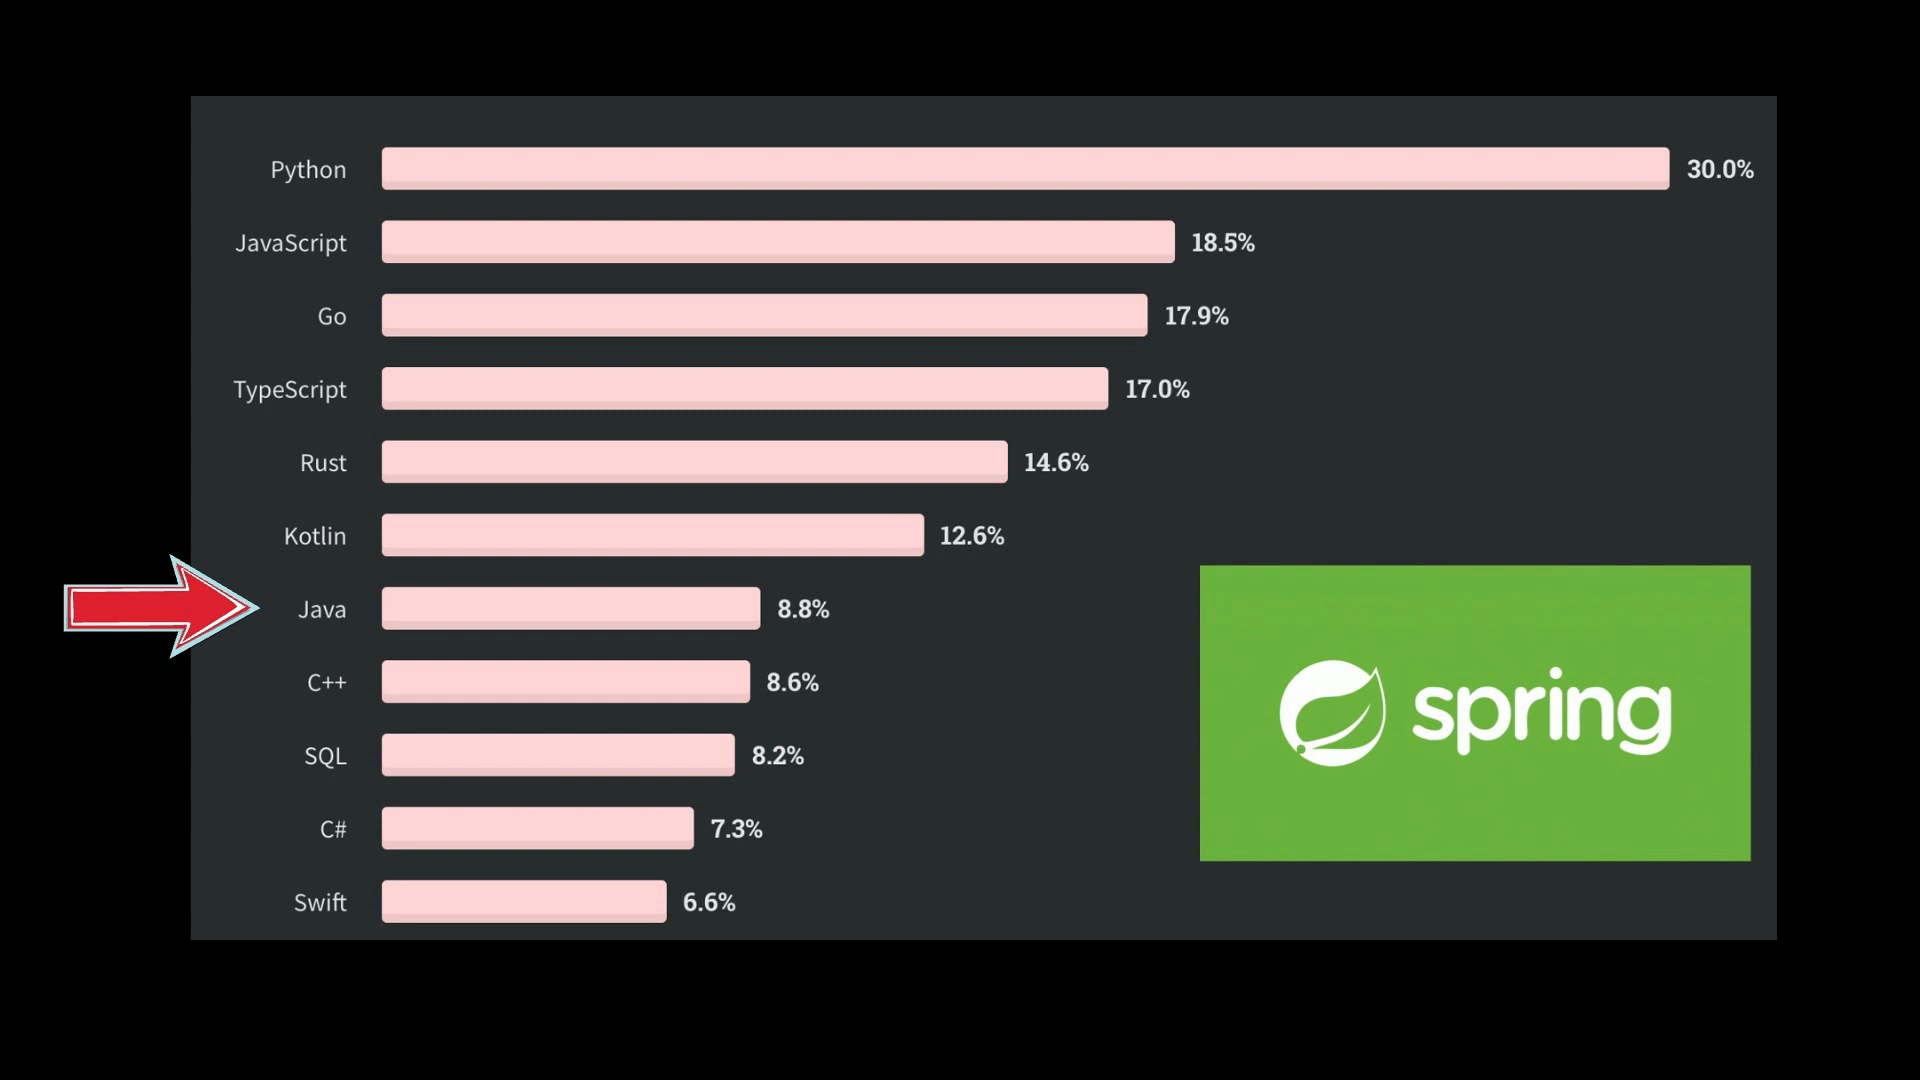 Python 30.0%
JavaScript 18.5%
Go 17.9%
TypeScript 17.0%
Rust 14.6%
Kotlin 12.6%
Java 8.8%
C++ 8.6%
SQL 8.2%
C# 7.3%
Swift 6.6%
spring